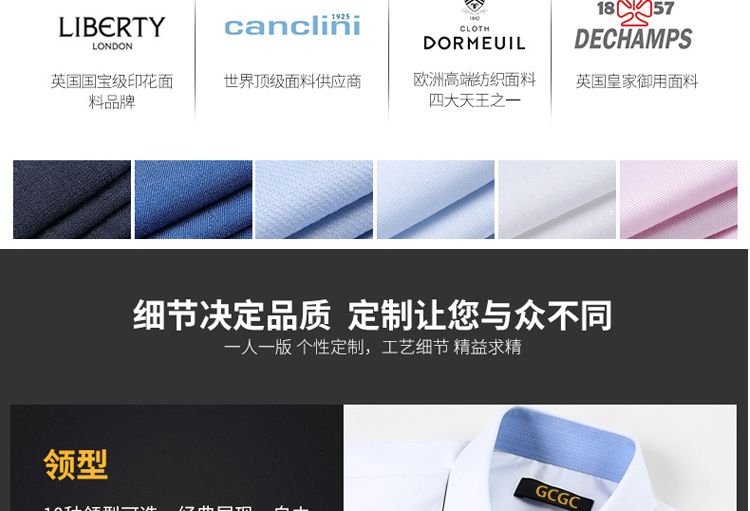 LIBERTY
LONDON
英国国宝级印花面
料品牌
canclini
1925
世界顶级面料供应商
1842
CLOTH
DORMEUIL
欧洲高端纺织面料
四大天王之一
18 57
DECHAMPS
英国皇家御用面料
细节决定品质 定制让您与众不同
一人一版 个性定制，工艺细节 精益求精
领型
GCGC